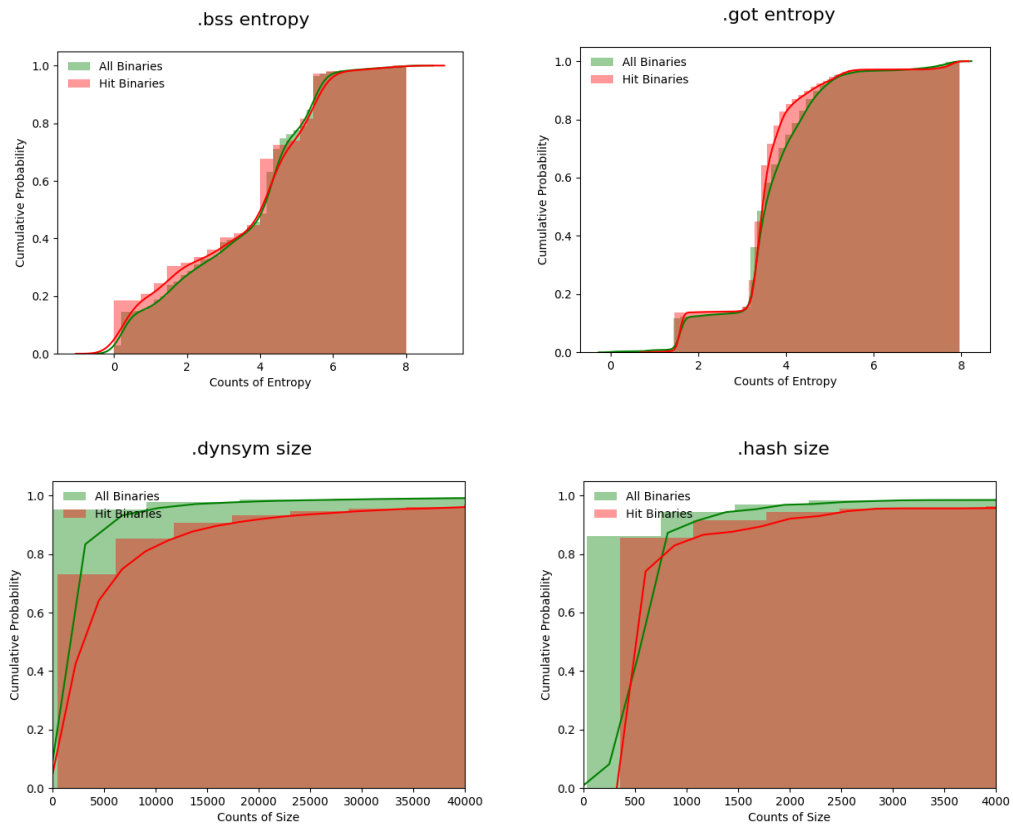 .bss entropy
1.0
0.8
0.6
0.4
0.2
0.0
Cumulative Probability
All Binaries
Hit Binaries
0 2 4 6 8
Counts of Entropy
.got entropy
1.0
0.8
0.6
0.4
0.2
0.0
Cumulative Probability
All Binaries
Hit Binaries
0 2 4 6 8
Counts of Entropy
.dynsym size
1.0
0.8
0.6
0.4
0.2
0.0
Cumulative Probability
All Binaries
Hit Binaries
0 5000 10000 15000 20000 25000 30000 35000 40000
Counts of Size
.hash size
1.0
0.8
0.6
0.4
0.2
0.0
Cumulative Probability
All Binaries
Hit Binaries
0 500 1000 1500 2000 2500 3000 3500 4000
Counts of Size